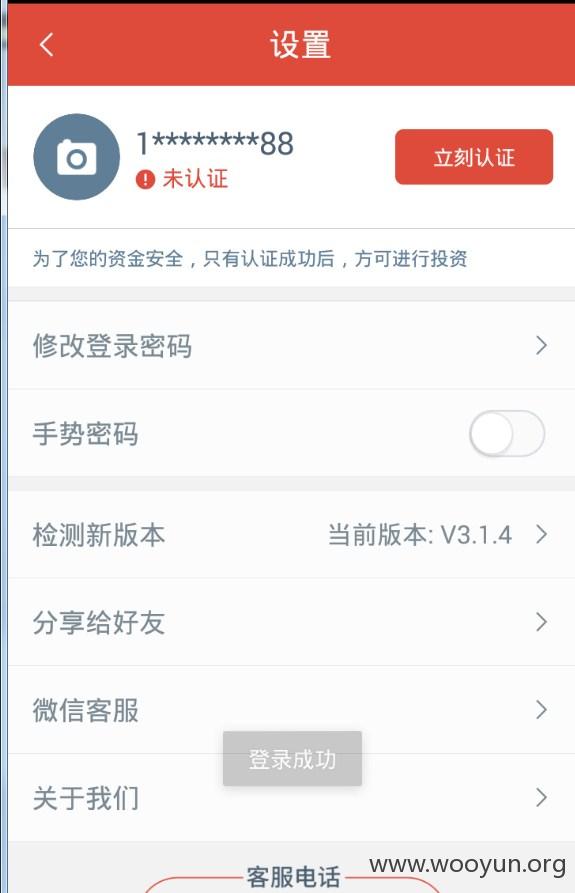 设置
1********88
未认证
立刻认证
为了您的资金安全，只有认证成功后，方可进行投资
修改登录密码
手势密码
检测新版本 当前版本: V3.1.4
分享给好友
微信客服
登录成功
关于我们
客服电话
www.wooyun.org